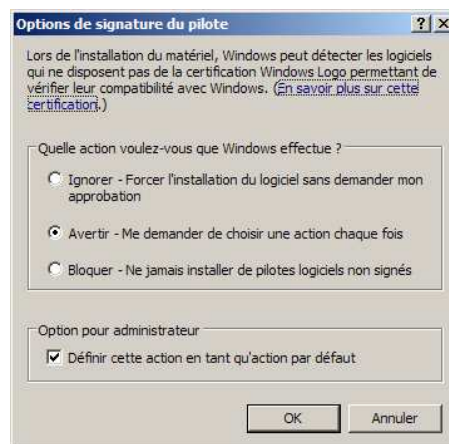 Options de signature du pilote
Lors de l'installation du matériel, Windows peut détecter les logiciels
qui ne disposent pas de la certification Windows Logo permettant de
vérifier leur compatibilité avec Windows. (En savoir plus sur cette
certification.)
Quelle action voulez-vous que Windows effectue ?
Ignorer - Forcer l'installation du logiciel sans demander mon
approbation
Avertir - Me demander de choisir une action chaque fois
Bloquer - Ne jamais installer de pilotes logiciels non signés
Option pour administrateur
Définir cette action en tant qu'action par défaut
OK
Annuler